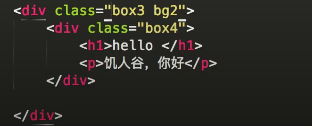 <div class="box3 bg2">
<div class="box4">
<h1>hello </h1>
<p>饥人谷，你好</p>
</div>
</div>